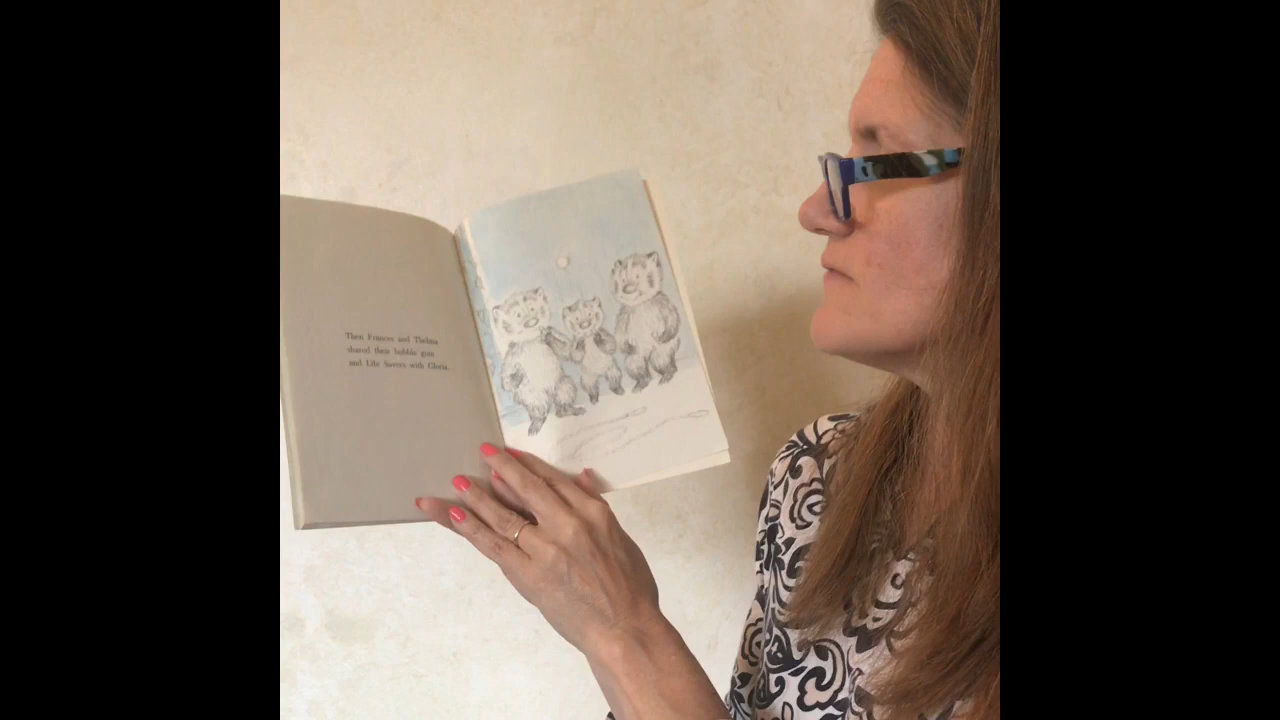 Then Frances and Thelma
shared their bubble gum
and Life Savers with Gloria.